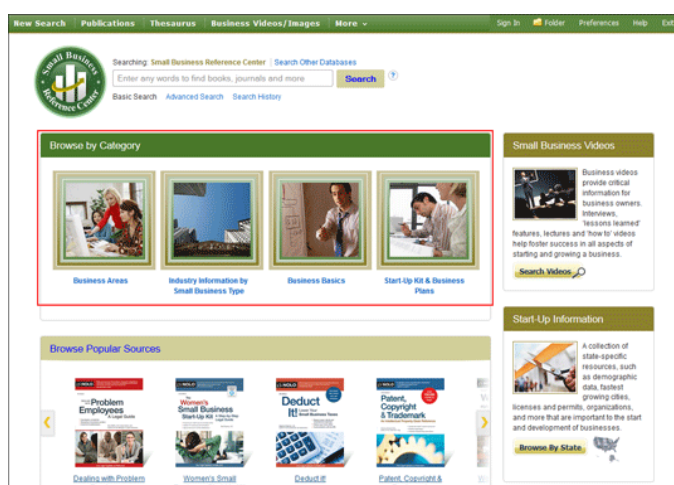 New Search Publications Thesaurus Business Videos/Images More Sign In Folder Preferences Help Exit
Small Business
Reference Center
Searching: Small Business Reference Center Search Other Databases
Enter any words to find books, journals and more Search ?
Basic Search Advanced Search Search History
Browse by Category
Business Areas
Industry Information by
Small Business Type
Business Basics
Start-Up Kit & Business
Plans
Small Business Videos
Business videos
provide critical
information for
business owners.
Interviews,
'lessons learned'
features, lectures and 'how to' videos
help foster success in all aspects of
starting and growing a business.
Search Videos
Start-Up Information
A collection of
state-specific
resources, such
as demographic
data, fastest
growing cities,
licenses and permits, organizations,
and more that are important to the start
and development of businesses.
Browse By State
Browse Popular Sources
NOLO
Problem
Employees
A Legal Guide
Dealing with Problem
NOLO
Women's
Small Business
Start-Up Kit
Women's Small
NOLO
Deduct
It!
Deduct it!
NOLO
Patent,
Copyright
& Trademark
Patent, Copyright &